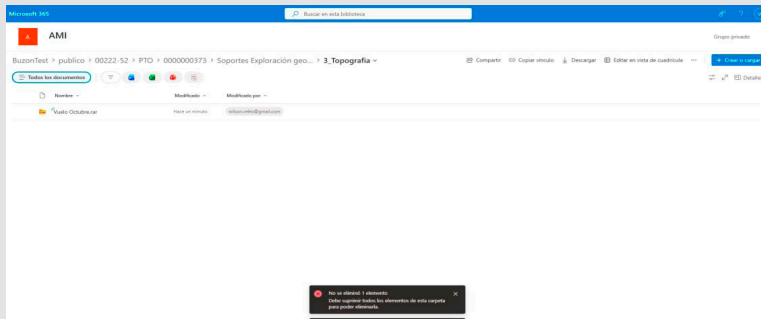 Microsoft 365
Buscar en esta biblioteca
?
A
AMI
Grupo privado
BuzonTest > publico > 00222-52 > PTO > 0000000373 > Soportes Exploración geo... > 3_Topografia
Compartir Copiar vínculo Descargar Editar en vista de cuadrícula ... + Crear o cargar
Todos los documentos
Detalles
Nombre Modificado Modificado por
Vuelo Octubre.rar Hace un minuto
No se eliminó 1 elemento
Debe suprimir todos los elementos de esta carpeta
para poder eliminarla.